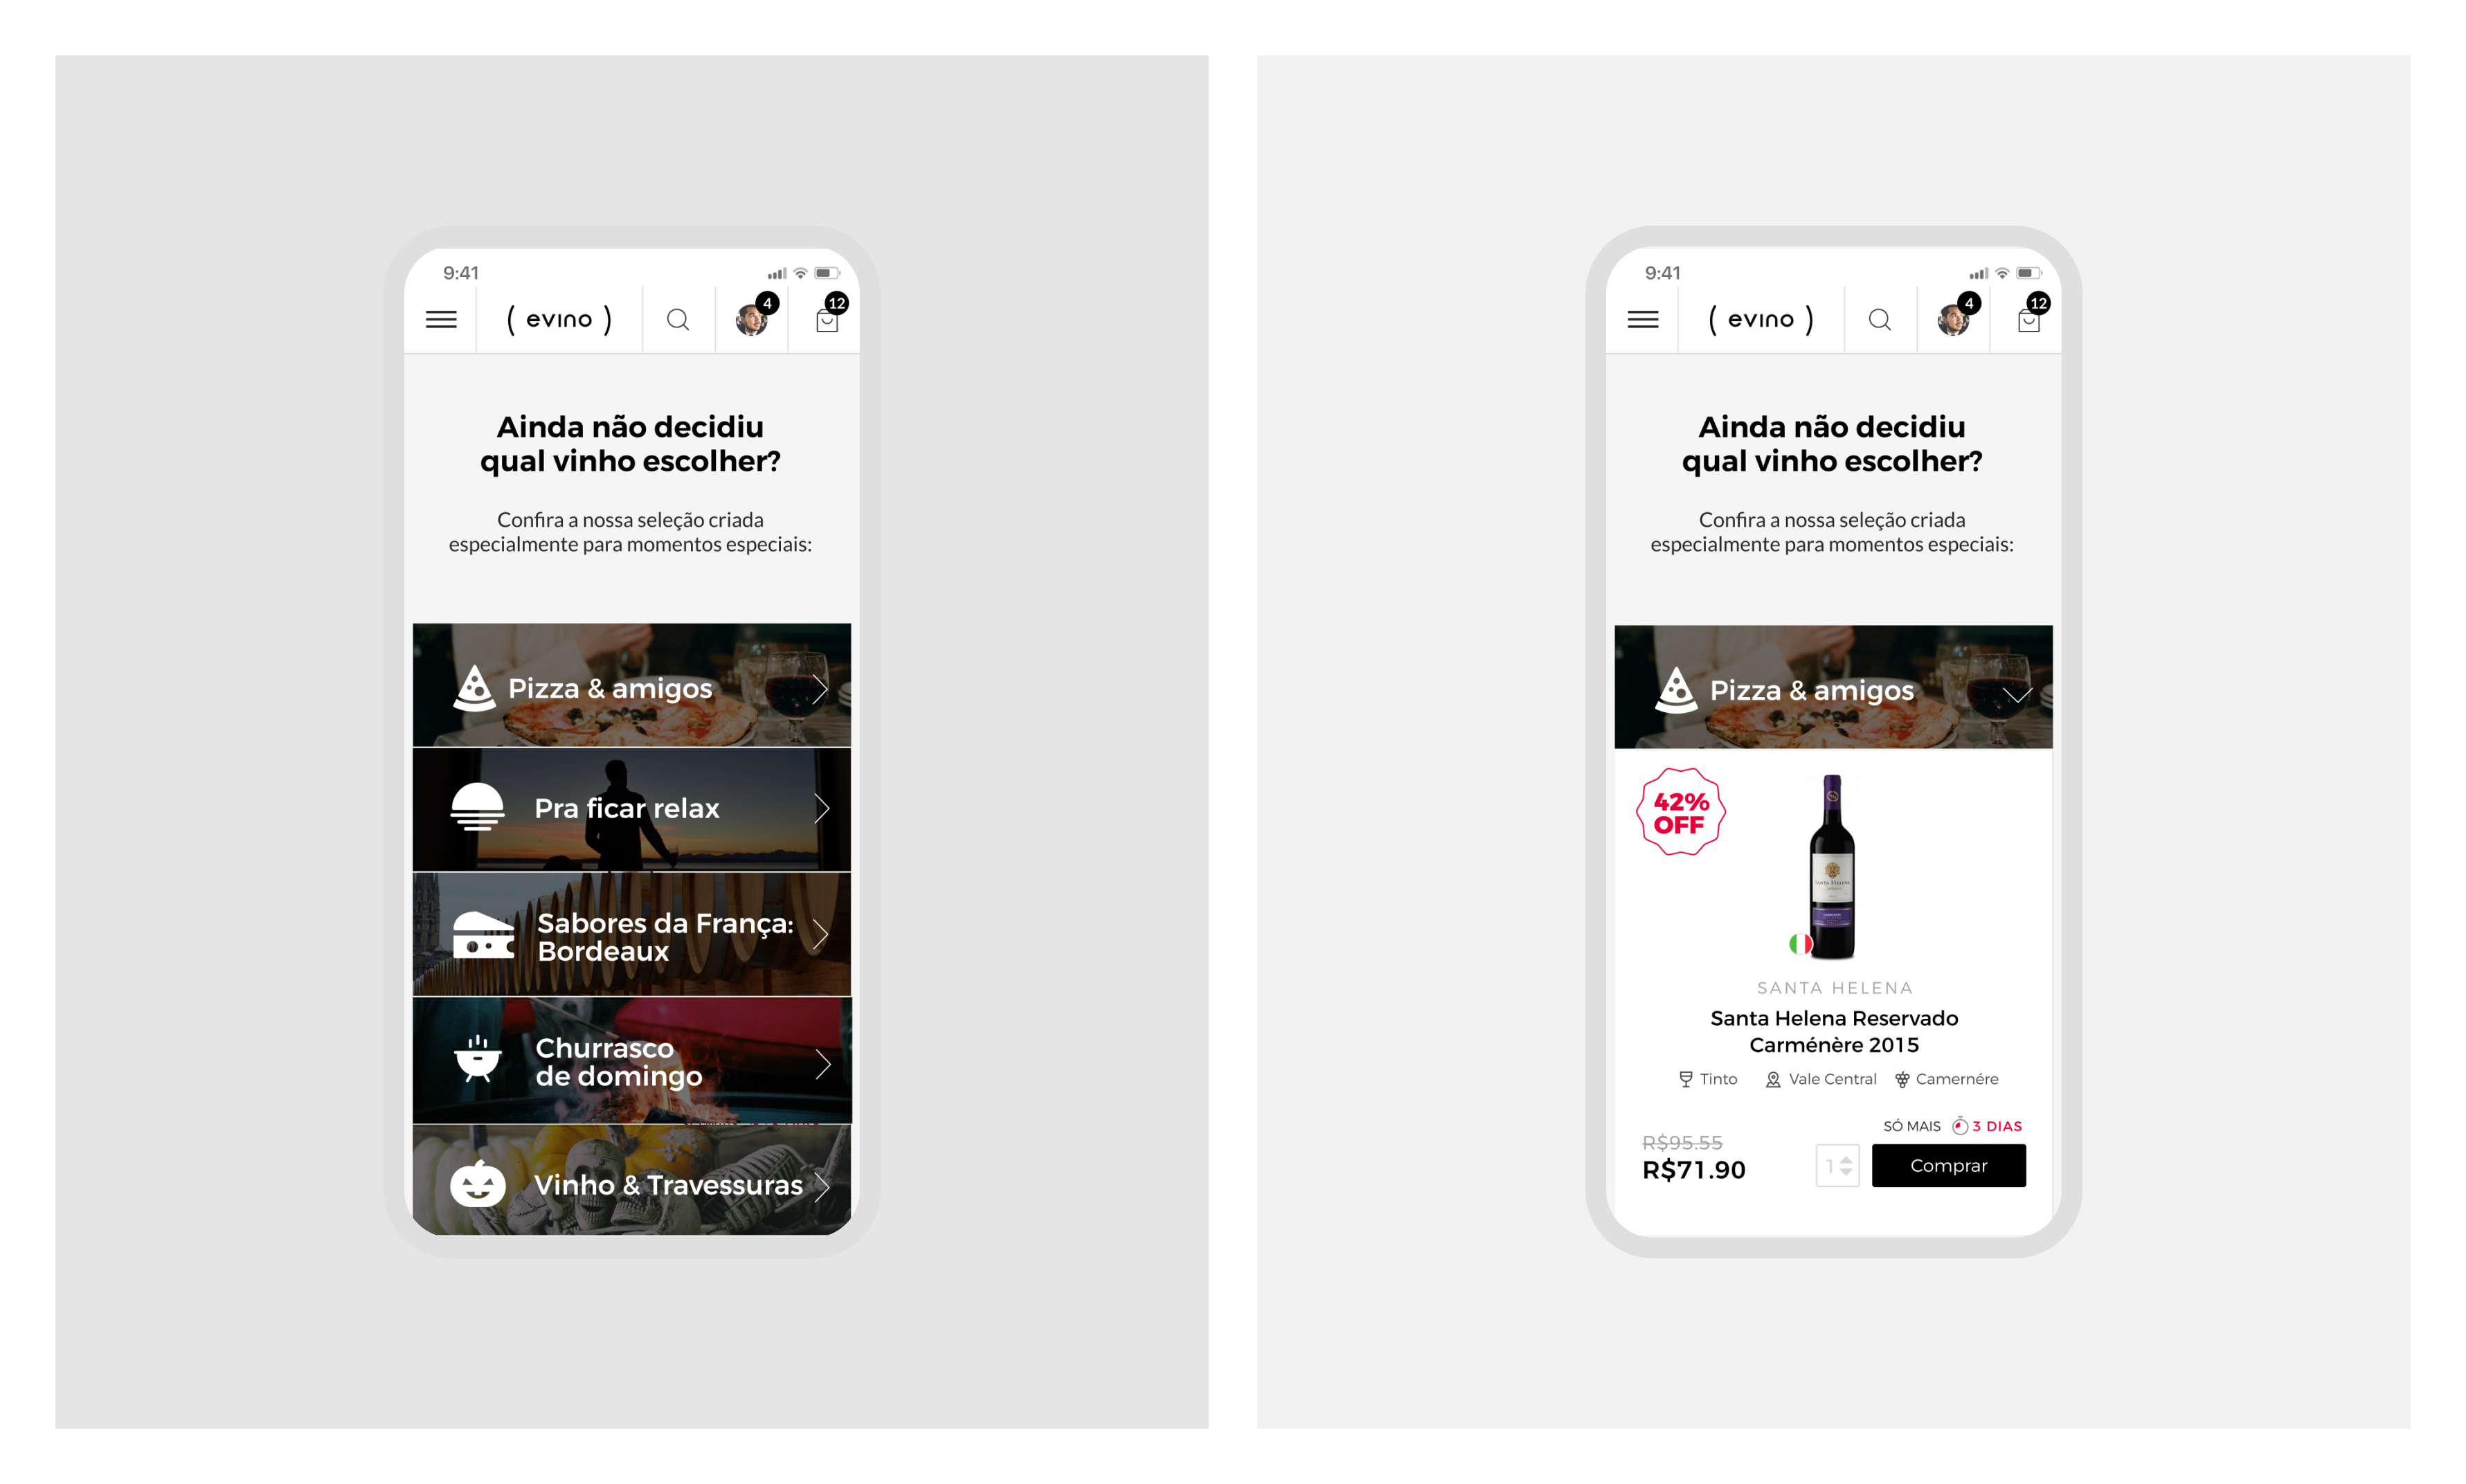 9:41
( evino )
4
12
Ainda não decidiu
qual vinho escolher?
Confira a nossa seleção criada
especialmente para momentos especiais:
Pizza & amigos
Pra ficar relax
Sabores da França:
Bordeaux
Churrasco
de domingo
Vinho & Travessuras
9:41
( evino )
4
12
Ainda não decidiu
qual vinho escolher?
Confira a nossa seleção criada
especialmente para momentos especiais:
Pizza & amigos
42%
OFF
SANTA HELENA
SANTA HELENA
Santa Helena Reservado
Carménère 2015
Tinto Vale Central Camernére
SÓ MAIS 3 DIAS
R$95.55
R$71.90
1
Comprar